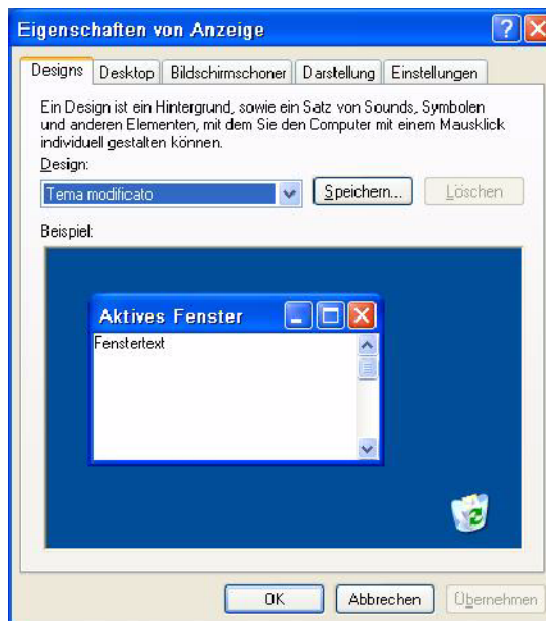 Eigenschaften von Anzeige
Designs Desktop Bildschirmschoner Darstellung Einstellungen
Ein Design ist ein Hintergrund, sowie ein Satz von Sounds, Symbolen
und anderen Elementen, mit dem Sie den Computer mit einem Mausklick
individuell gestalten können.
Design:
Tema modificato Speichern... Löschen
Beispiel:
Aktives Fenster
Fenstertext
OK Abbrechen Übernehmen